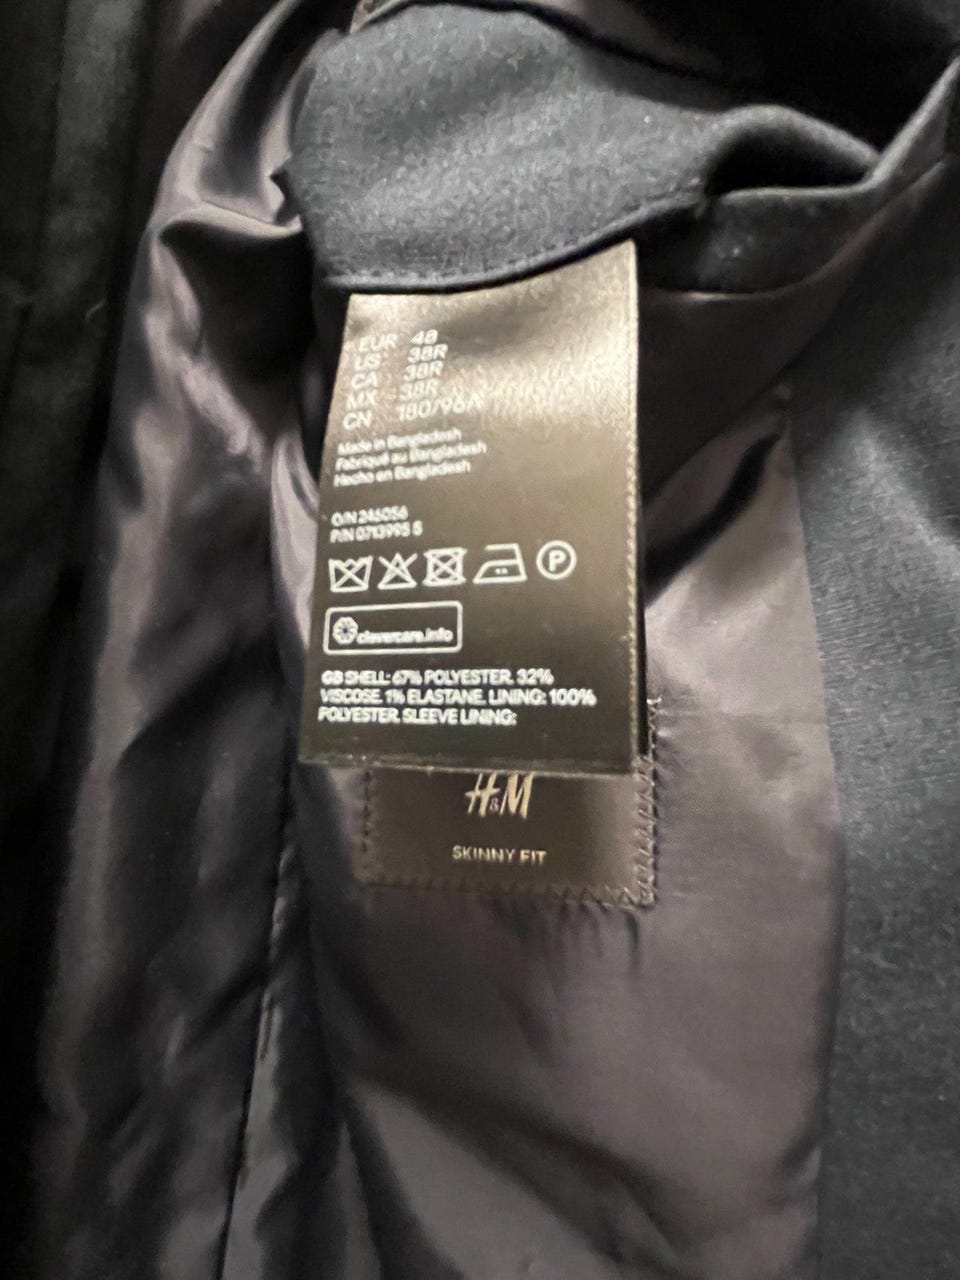 EUR 48
US 38R
CA 38R
MX 38R
CN 180/96A
Made in Bangladesh
Fabriqué au Bangladesh
Hecho en Bangladesh
O/N 246056
P/N 0713995 5
P
clevercare.info
GB SHELL: 67% POLYESTER, 32%
VISCOSE, 1% ELASTANE. LINING: 100%
POLYESTER. SLEEVE LINING:
H&M
SKINNY FIT